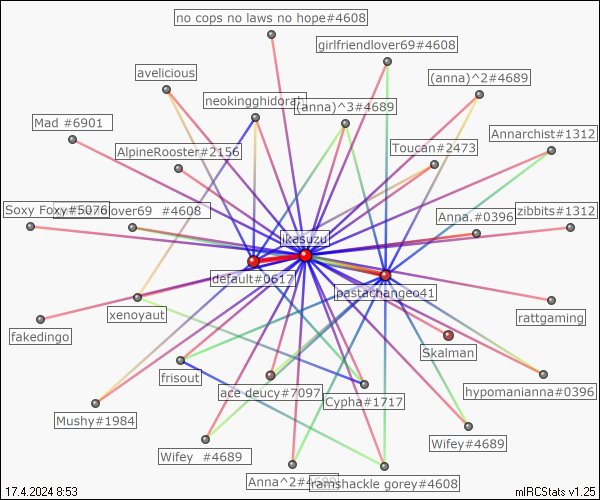 no cops no laws no hope#4608
girlfriendlover69#4608
avelicious
(anna)^2#4689
neokingghidorah
(anna)^3#4689
Mad #6901
Annarchist#1312
AlpineRooster#2156
Toucan#2473
Soxy Foxy#5076
lover69 #4608
Anna.#0396
zibbits#1312
ikasuzu
default#0617
pastachangeo41
xenoyaut
rattgaming
fakedingo
Skalman
frisout
ace deucy#7097
Cypha#1717
hypomanianna#0396
Mushy#1984
Wifey #4689
Wifey#4689
Anna^2#4689
ramshackle gorey#4608
17.4.2024 8:53
mIRCStats v1.25